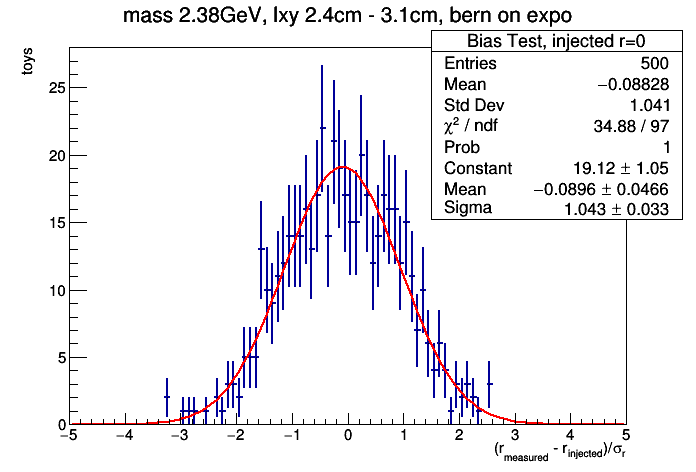 mass 2.38GeV, lxy 2.4cm - 3.1cm, bern on expo
Bias Test, injected r=0
Entries 500
Mean −0.08828
Std Dev 1.041
χ² / ndf 34.88 / 97
Prob 1
Constant 19.12 ± 1.05
Mean −0.0896 ± 0.0466
Sigma 1.043 ± 0.033
toys
25
20
15
10
5
0
−5 −4 −3 −2 −1 0 1 2 3 4 5
(r_measured - r_injected)/σ_r